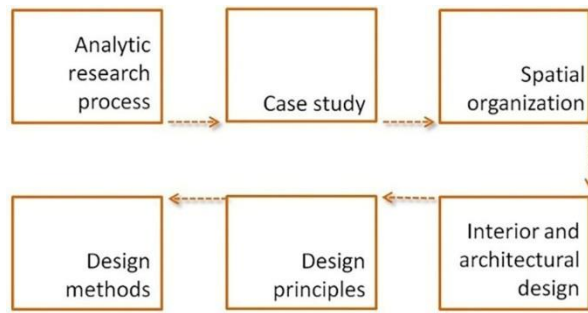 Analytic
research
process
Case study
Spatial
organization
Interior and
architectural
design
Design
principles
Design
methods